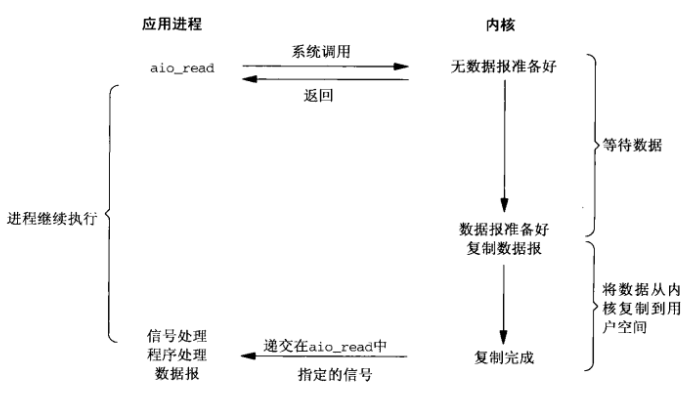 应用进程
内核
系统调用
aio_read
无数据报准备好
返回
等待数据
进程继续执行
数据报准备好
复制数据报
将数据从内
核复制到用
户空间
信号处理
程序处理
数据报
递交在aio_read中
指定的信号
复制完成